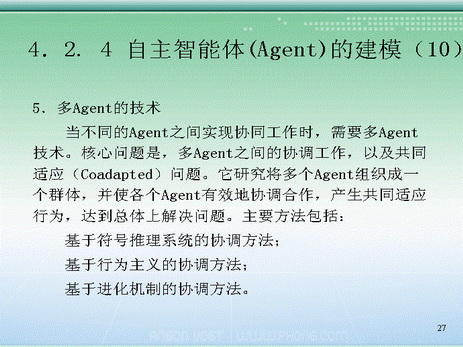 4．2．4 自主智能体(Agent)的建模（10）
5．多Agent的技术
当不同的Agent之间实现协同工作时，需要多Agent
技术。核心问题是，多Agent之间的协调工作，以及共同
适应（Coadapted）问题。它研究将多个Agent组织成一
个群体，并使各个Agent有效地协调合作，产生共同适应
行为，达到总体上解决问题。主要方法包括：
基于符号推理系统的协调方法；
基于行为主义的协调方法；
基于进化机制的协调方法。
27